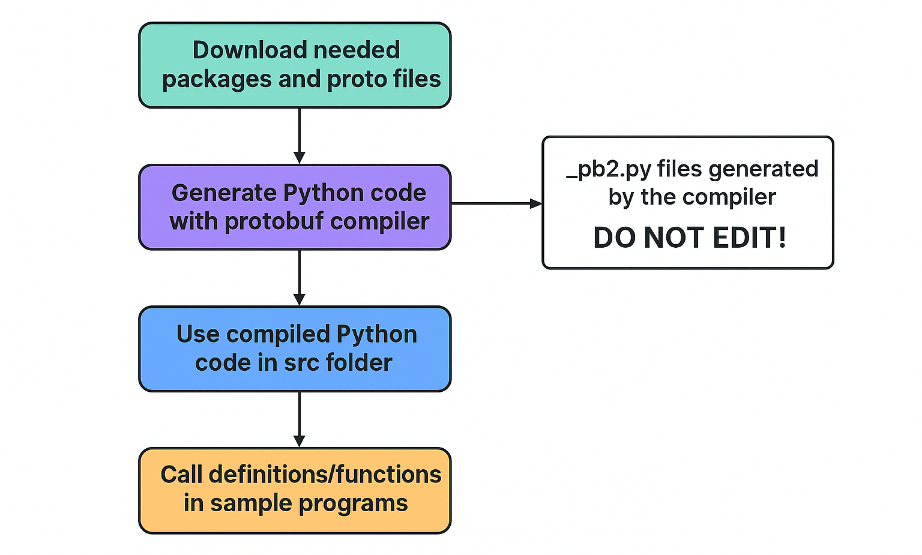 Download needed
packages and proto files
Generate Python code
with protobuf compiler
_pb2.py files generated
by the compiler
DO NOT EDIT!
Use compiled Python
code in src folder
Call definitions/functions
in sample programs